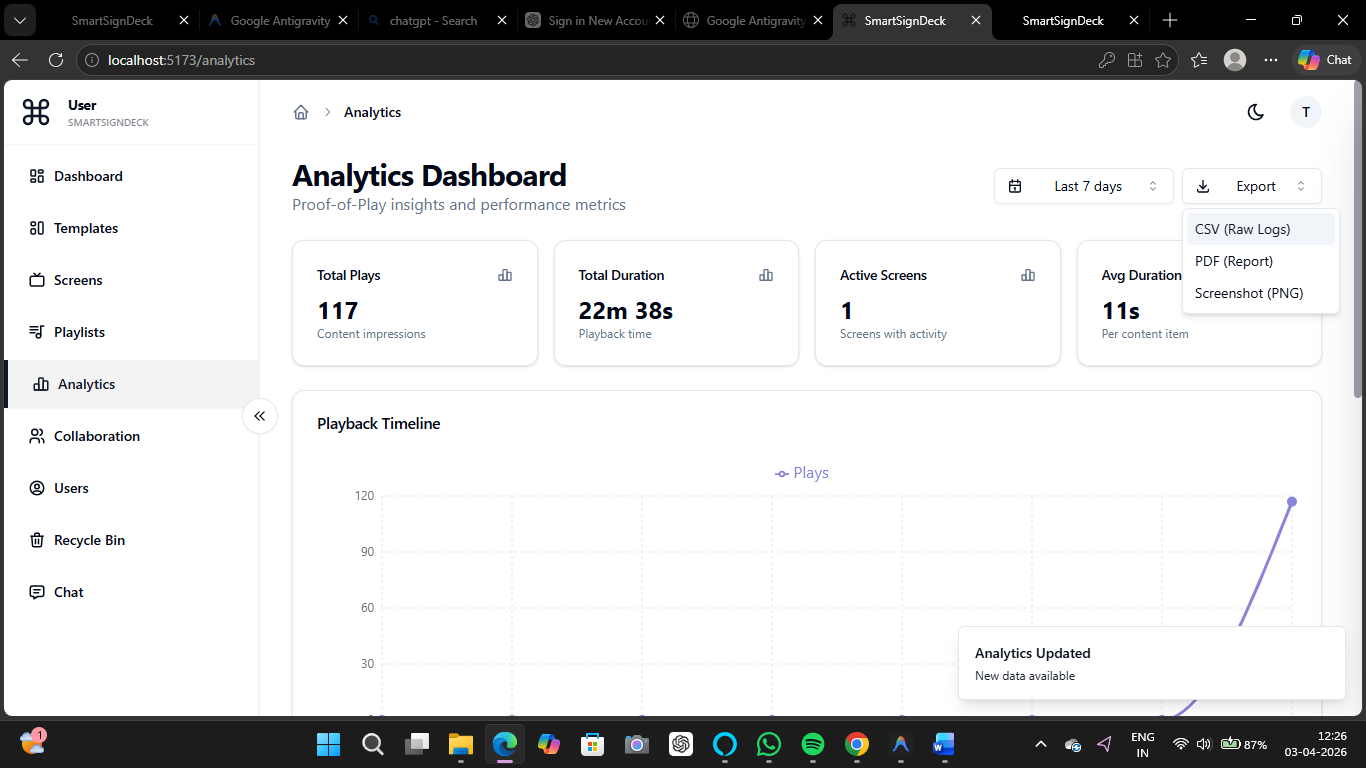 SmartSignDeck
Google Antigravity
chatgpt - Search
Sign in New Accou
Google Antigravity
SmartSignDeck
SmartSignDeck
localhost:5173/analytics
Chat
User
SMARTSIGNDECK
Dashboard
Templates
Screens
Playlists
Analytics
Collaboration
Users
Recycle Bin
Chat
Analytics
T
Analytics Dashboard
Proof-of-Play insights and performance metrics
Last 7 days
Export
CSV (Raw Logs)
PDF (Report)
Screenshot (PNG)
Total Plays
117
Content impressions
Total Duration
22m 38s
Playback time
Active Screens
1
Screens with activity
Avg Duration
11s
Per content item
Playback Timeline
Plays
120
90
60
30
Analytics Updated
New data available
1
ENG
IN
87%
12:26
03-04-2026